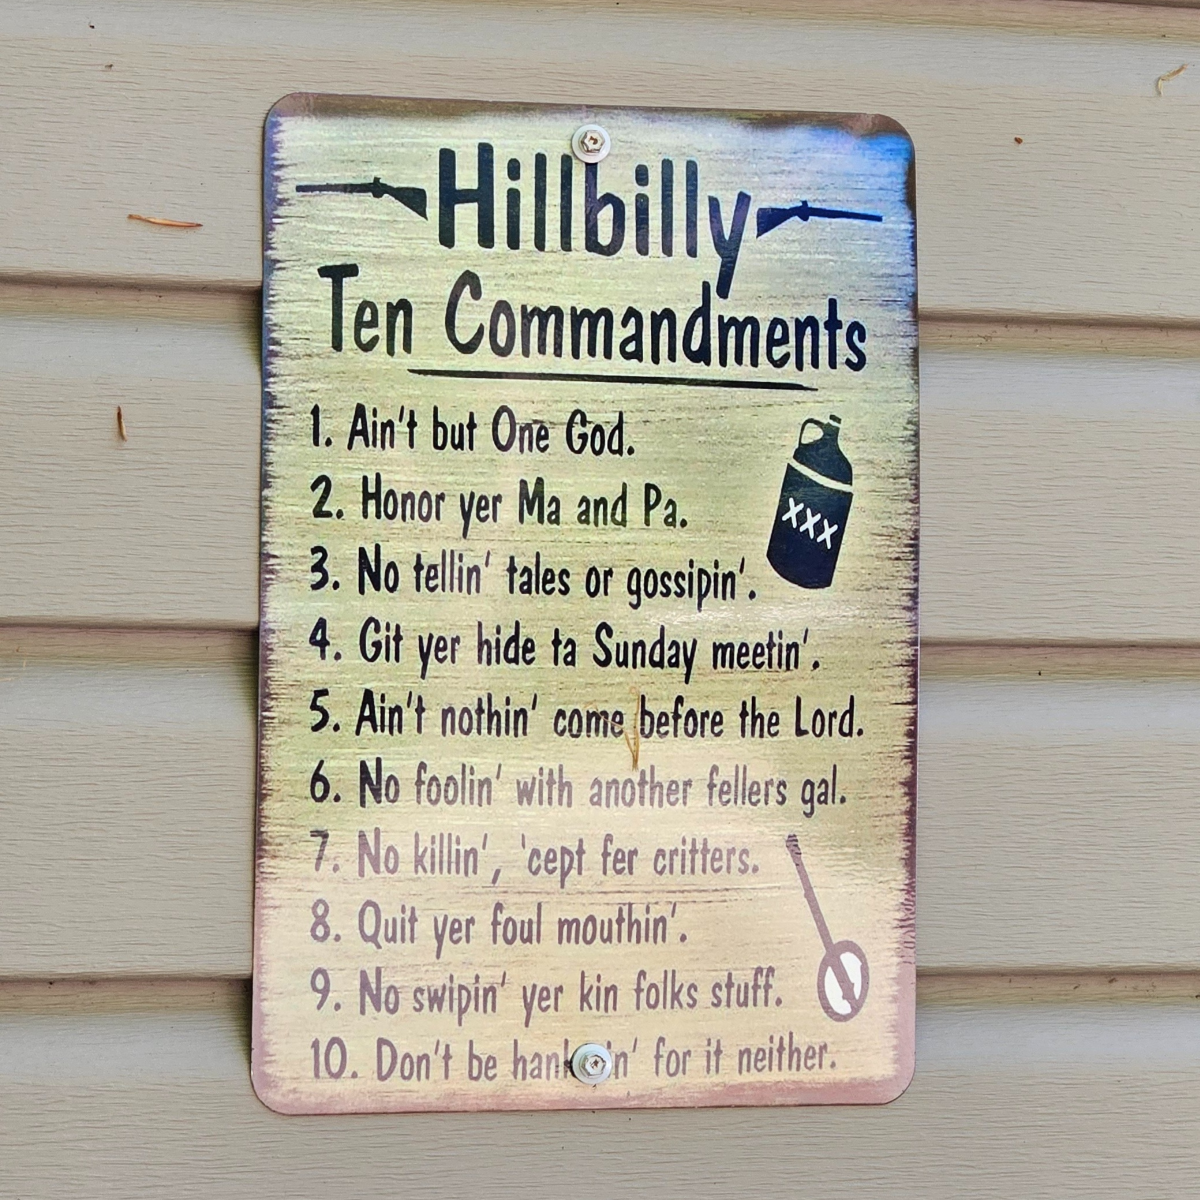 Hillbilly
Ten Commandments
1. Ain't but One God.
2. Honor yer Ma and Pa.
XXX
3. No tellin' tales or gossipin'.
4. Git yer hide ta Sunday meetin'.
5. Ain't nothin' come before the Lord.
6. No foolin' with another fellers gal.
7. No killin', 'cept fer critters.
8. Quit yer foul mouthin'.
9. No swipin' yer kin folks stuff.
10. Don't be for it neither.